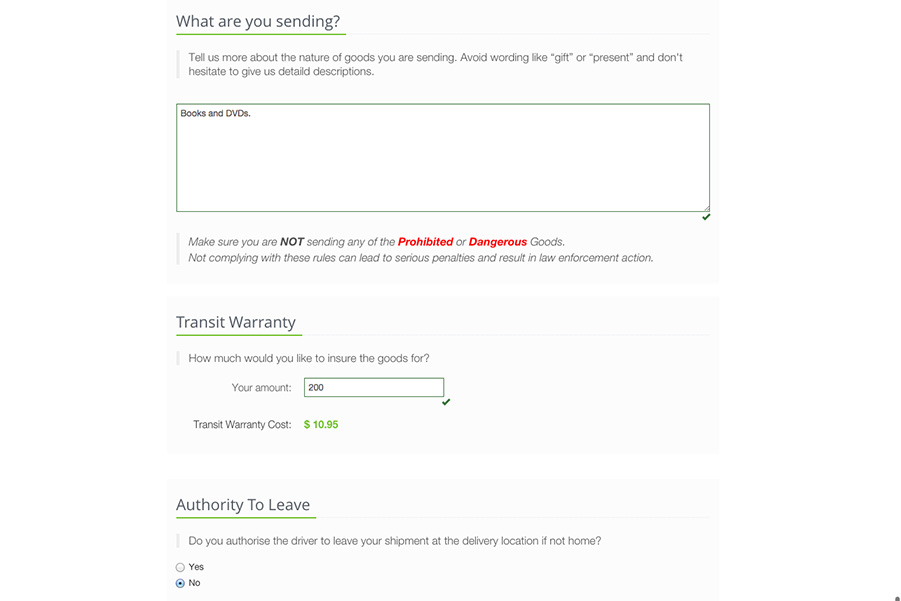 What are you sending?
Tell us more about the nature of goods you are sending. Avoid wording like “gift” or “present” and don't
hesitate to give us detaild descriptions.
Books and DVDs.
Make sure you are NOT sending any of the Prohibited or Dangerous Goods.
Not complying with these rules can lead to serious penalties and result in law enforcement action.
Transit Warranty
How much would you like to insure the goods for?
Your amount: 200
Transit Warranty Cost: $ 10.95
Authority To Leave
Do you authorise the driver to leave your shipment at the delivery location if not home?
Yes
No